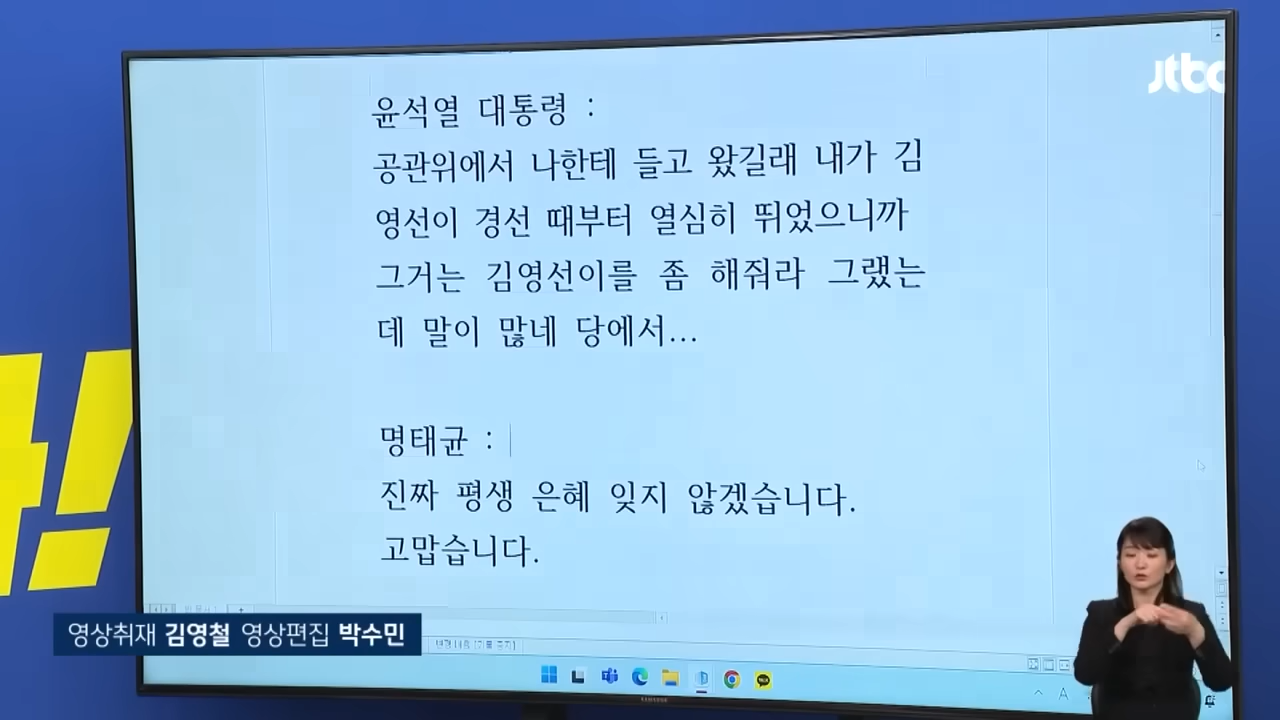 jtbc
윤석열 대통령 :
공관위에서 나한테 들고 왔길래 내가 김
영선이 경선 때부터 열심히 뛰었으니까
그거는 김영선이를 좀 해줘라 그랬는
데 말이 많네 당에서...
명태균 :
진짜 평생 은혜 잊지 않겠습니다.
고맙습니다.
!
영상취재 김영철 영상편집 박수민
SAMSUNG